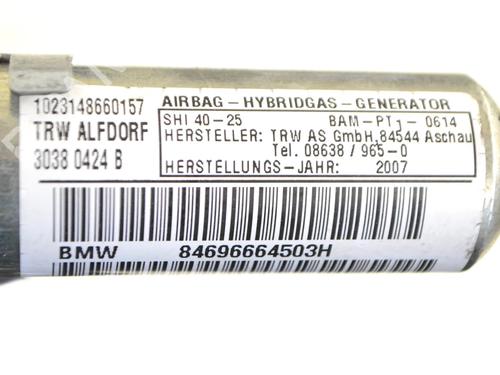 1023148660157
TRW ALFDORF
3038 0424 B
AIRBAG-HYBRIDGAS-GENERATOR
SHI 40-25 BAM-PT1-0614
HERSTELLER: TRW AS GmbH.84544 Aschau
Tel. 08638 / 965-0
HERSTELLUNGS-JAHR: 2007
BMW 84696664503H